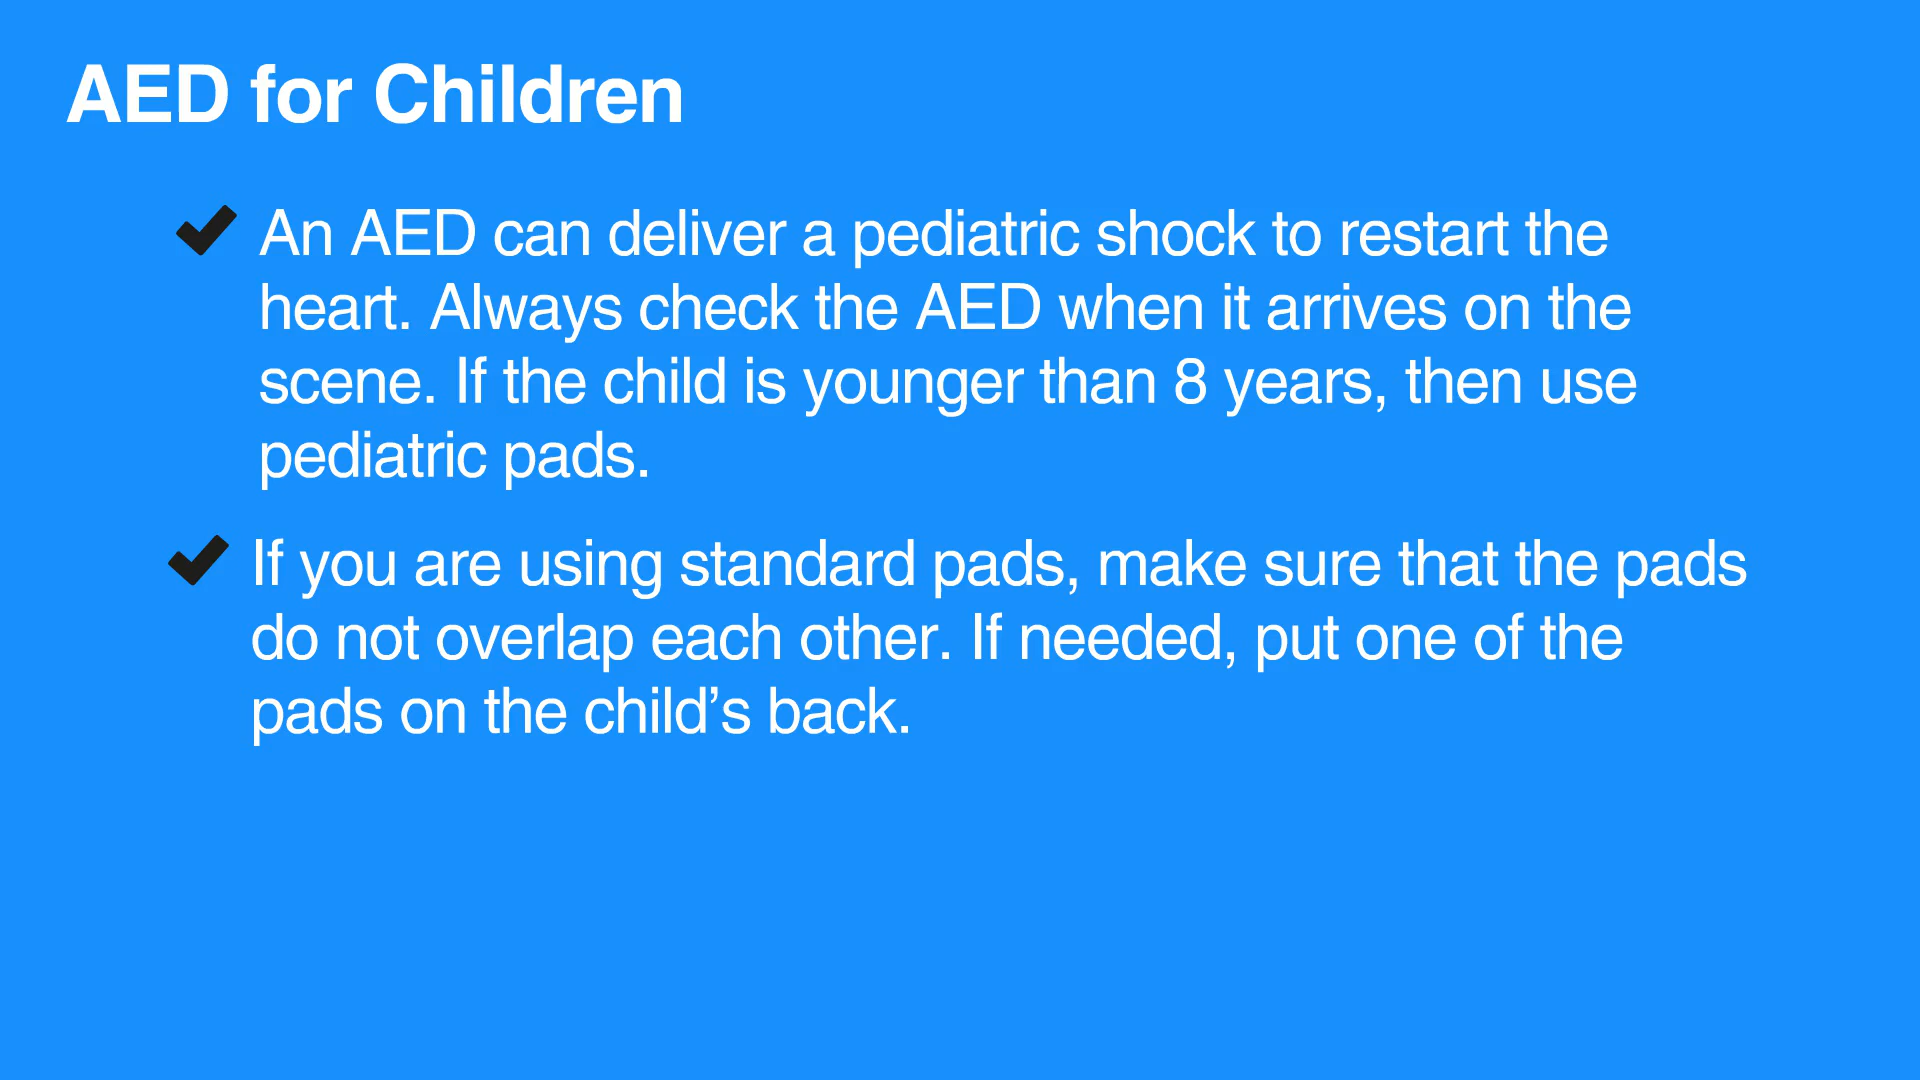 AED for Children
An AED can deliver a pediatric shock to restart the
heart. Always check the AED when it arrives on the
scene. If the child is younger than 8 years, then use
pediatric pads.
If you are using standard pads, make sure that the pads
do not overlap each other. If needed, put one of the
pads on the child’s back.